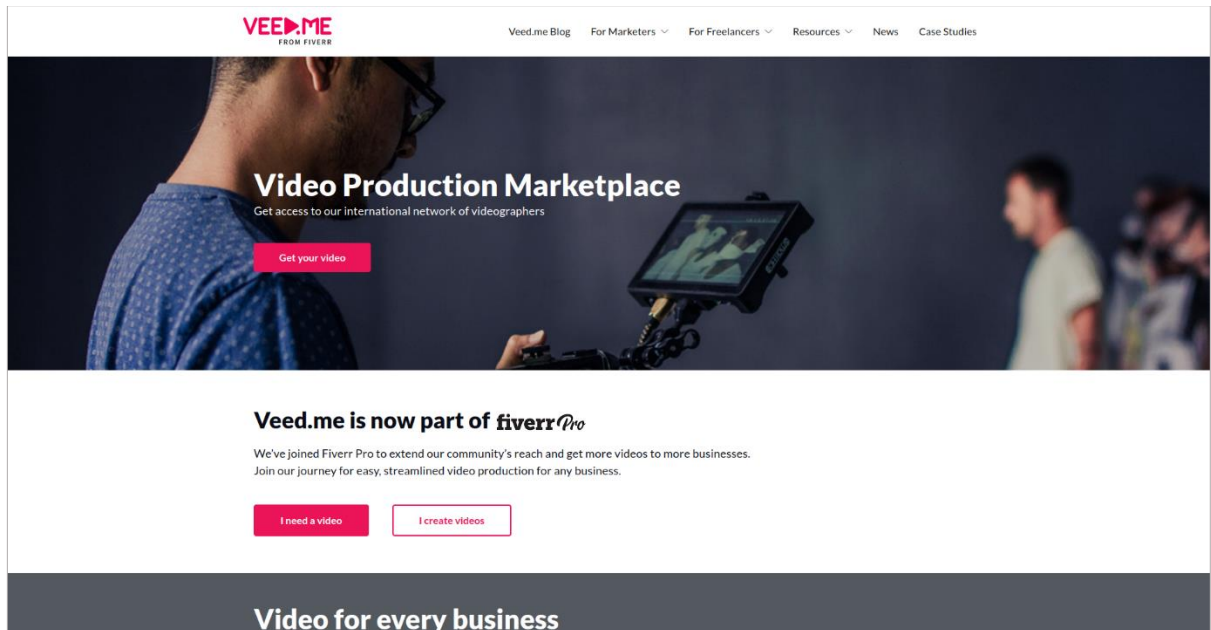 VEED.ME
FROM FIVERR
Veed.me Blog For Marketers For Freelancers Resources News Case Studies
Video Production Marketplace
Get access to our international network of videographers
Get your video
Veed.me is now part of fiverr Pro
We've joined Fiverr Pro to extend our community's reach and get more videos to more businesses.
Join our journey for easy, streamlined video production for any business.
I need a video I create videos
Video for every business